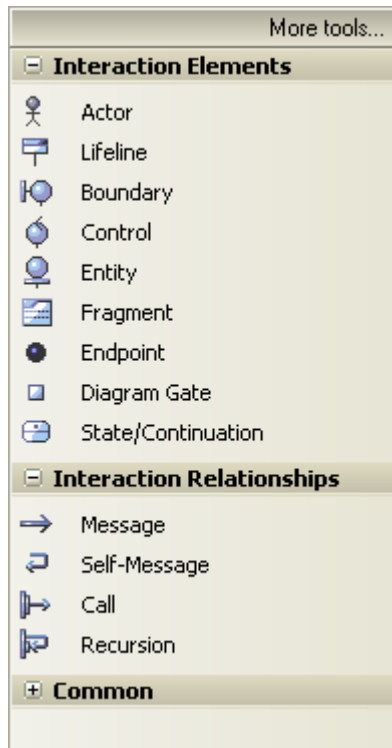 More tools...
Interaction Elements
Actor
Lifeline
Boundary
Control
Entity
Fragment
Endpoint
Diagram Gate
State/Continuation
Interaction Relationships
Message
Self-Message
Call
Recursion
Common